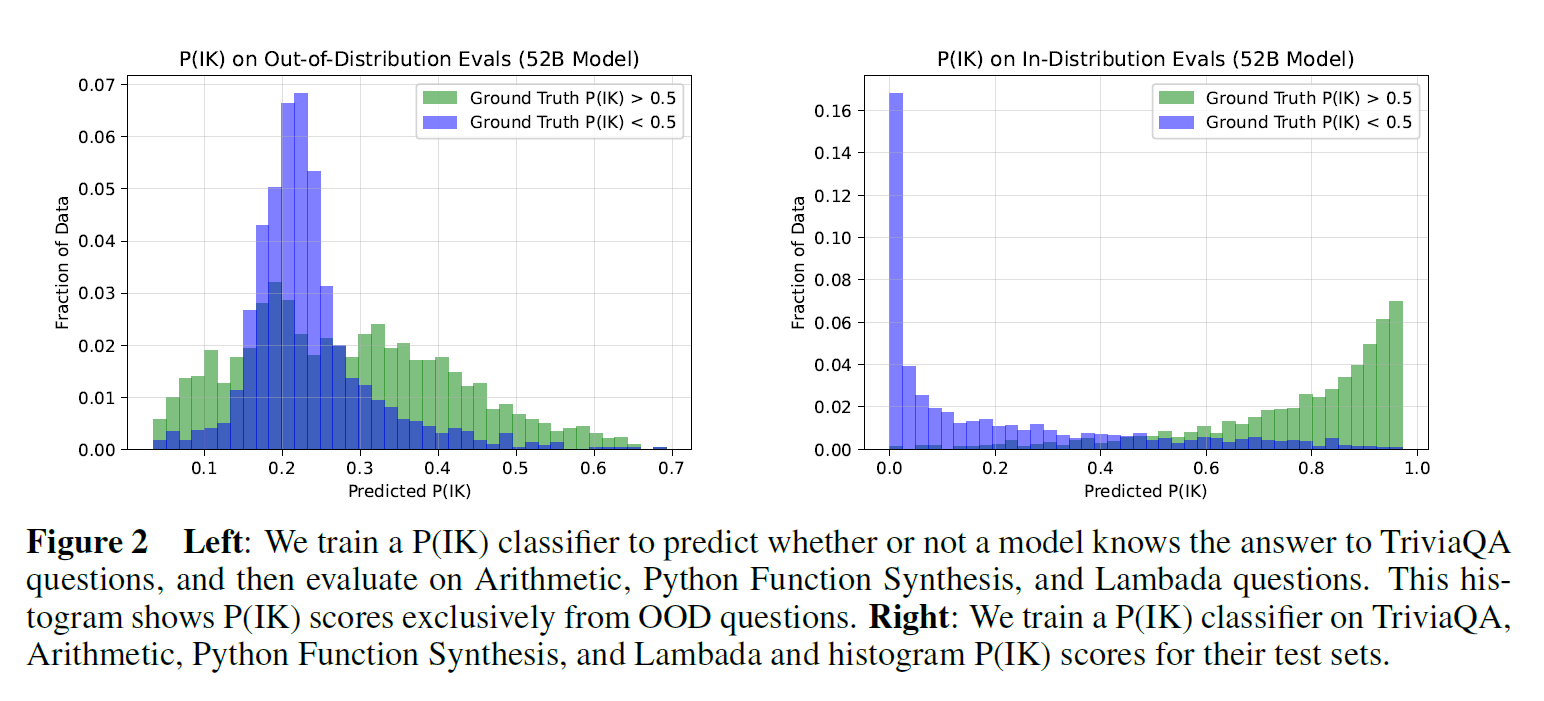 P(IK) on Out-of-Distribution Evals (52B Model)
Ground Truth P(IK) > 0.5
Ground Truth P(IK) < 0.5
Fraction of Data
0.07
0.06
0.05
0.04
0.03
0.02
0.01
0.00
0.1 0.2 0.3 0.4 0.5 0.6 0.7
Predicted P(IK)
P(IK) on In-Distribution Evals (52B Model)
Ground Truth P(IK) > 0.5
Ground Truth P(IK) < 0.5
Fraction of Data
0.16
0.14
0.12
0.10
0.08
0.06
0.04
0.02
0.00
0.0 0.2 0.4 0.6 0.8 1.0
Predicted P(IK)
Figure 2 Left: We train a P(IK) classifier to predict whether or not a model knows the answer to TriviaQA
questions, and then evaluate on Arithmetic, Python Function Synthesis, and Lambada questions. This his-
togram shows P(IK) scores exclusively from OOD questions. Right: We train a P(IK) classifier on TriviaQA,
Arithmetic, Python Function Synthesis, and Lambada and histogram P(IK) scores for their test sets.